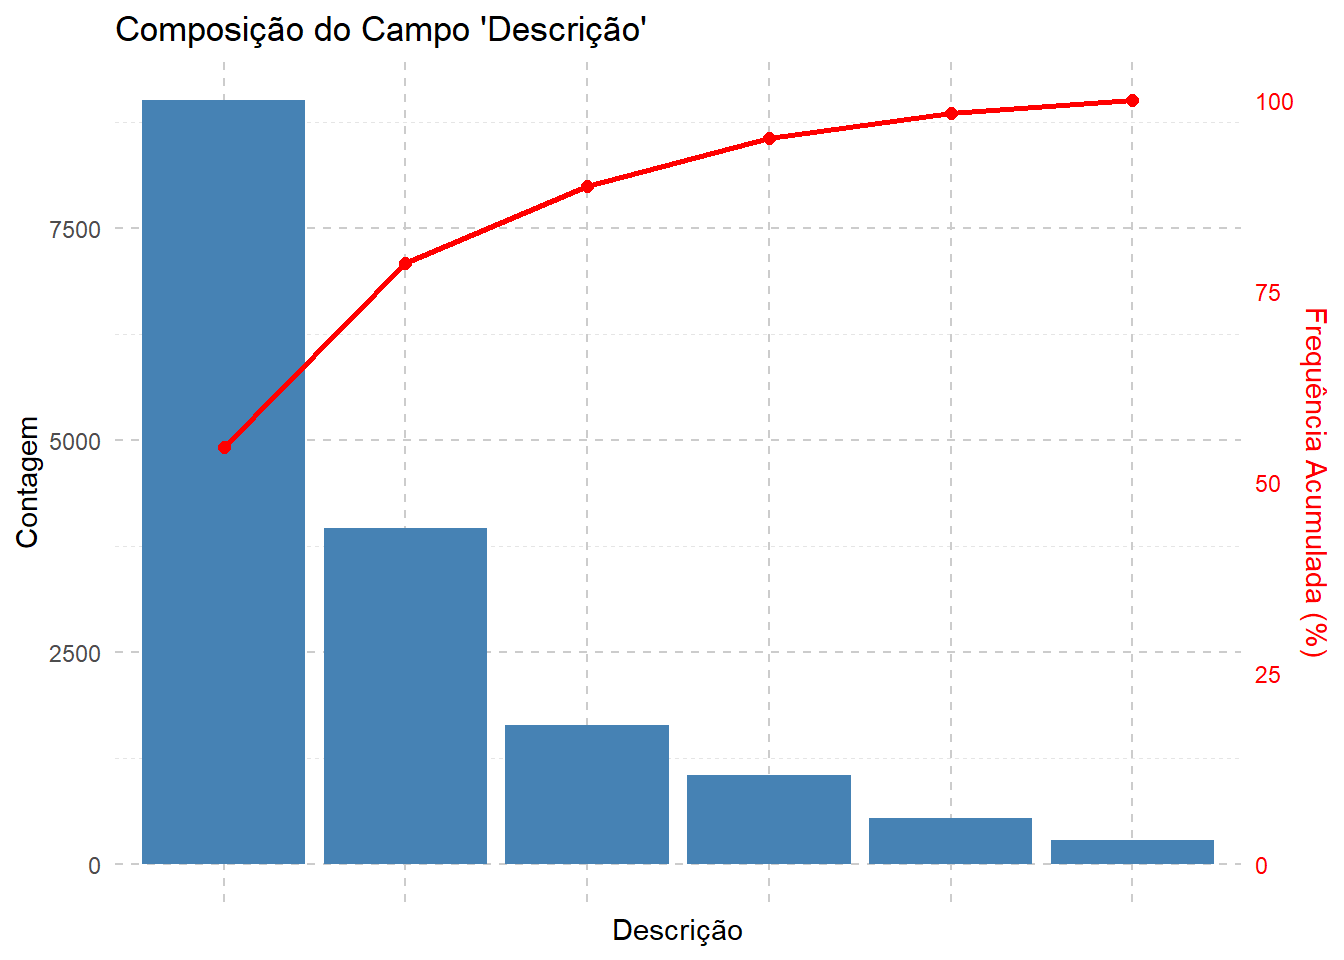 Composição do Campo 'Descrição'
Contagem
7500
5000
2500
0
100
75
50
25
0
Frequência Acumulada (%)
Descrição